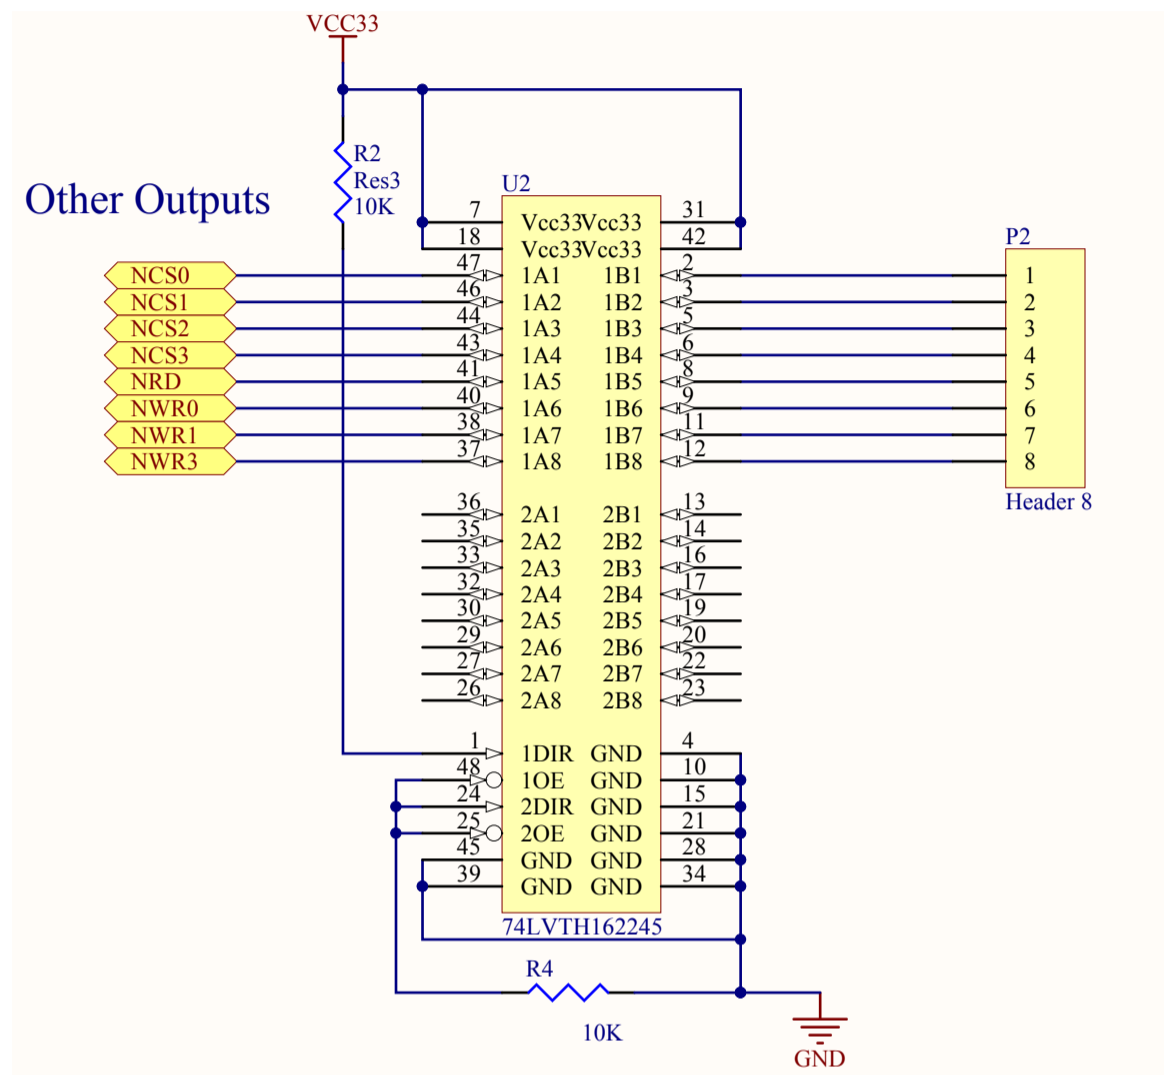 VCC33
R2
Res3
10K
Other Outputs
U2
7 Vcc33 Vcc33 31
18 Vcc33 Vcc33 42
P2
NCS0 47 1A1 1B1 2 1
NCS1 46 1A2 1B2 3 2
NCS2 44 1A3 1B3 5 3
NCS3 43 1A4 1B4 6 4
NRD 41 1A5 1B5 8 5
NWR0 40 1A6 1B6 9 6
NWR1 38 1A7 1B7 11 7
NWR3 37 1A8 1B8 12 8
Header 8
36 2A1 2B1 13
35 2A2 2B2 14
33 2A3 2B3 16
32 2A4 2B4 17
30 2A5 2B5 19
29 2A6 2B6 20
27 2A7 2B7 22
26 2A8 2B8 23
1 1DIR GND 4
48 1OE GND 10
24 2DIR GND 15
25 2OE GND 21
45 GND GND 28
39 GND GND 34
74LVTH162245
R4
10K
GND